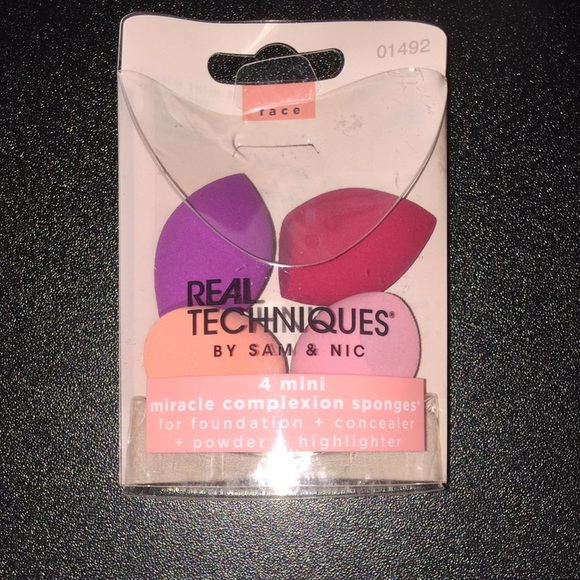 01492
face
REAL
TECHNIQUES®
BY SAM & NIC
4 mini
miracle complexion sponges®
for foundation + concealer
+ powder + highlighter